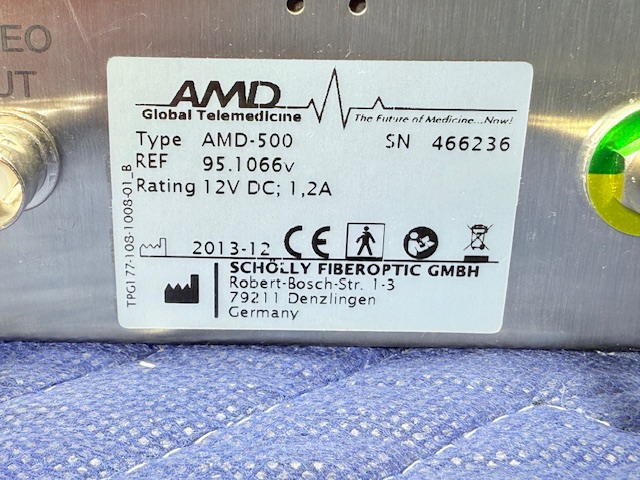 EO
UT
AMD
Global Telemedicine
The Future of Medicine...Now!
Type AMD-500 SN 466236
REF 95.1066v
Rating 12V DC; 1,2A
TPGI 77-108-1008-01_B
2013-12 CE
SCHÖLLY FIBEROPTIC GMBH
Robert-Bosch-Str. 1-3
79211 Denzlingen
Germany